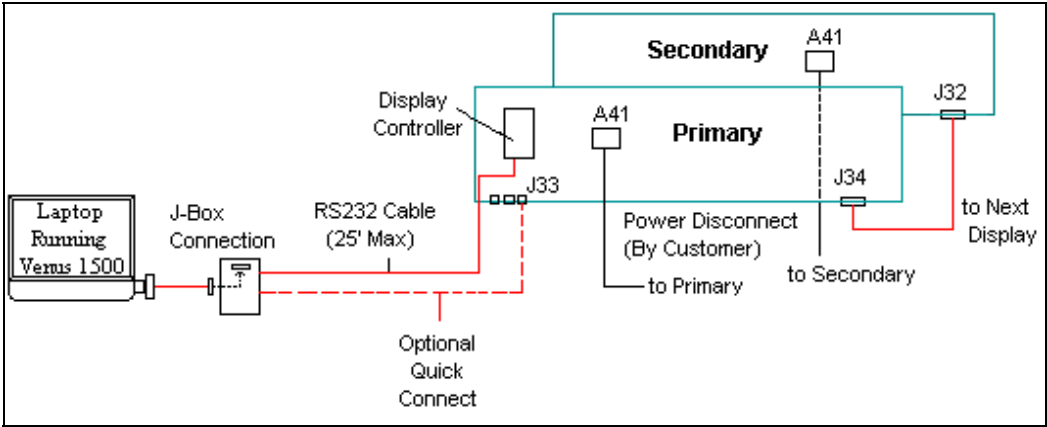 A41
Secondary
J32
Display
Controller
A41
Primary
J33
J34
Laptop
Running
Venus 1500
J-Box
Connection
RS232 Cable
(25' Max)
Power Disconnect
(By Customer)
to Primary
to Secondary
to Next
Display
Optional
Quick
Connect